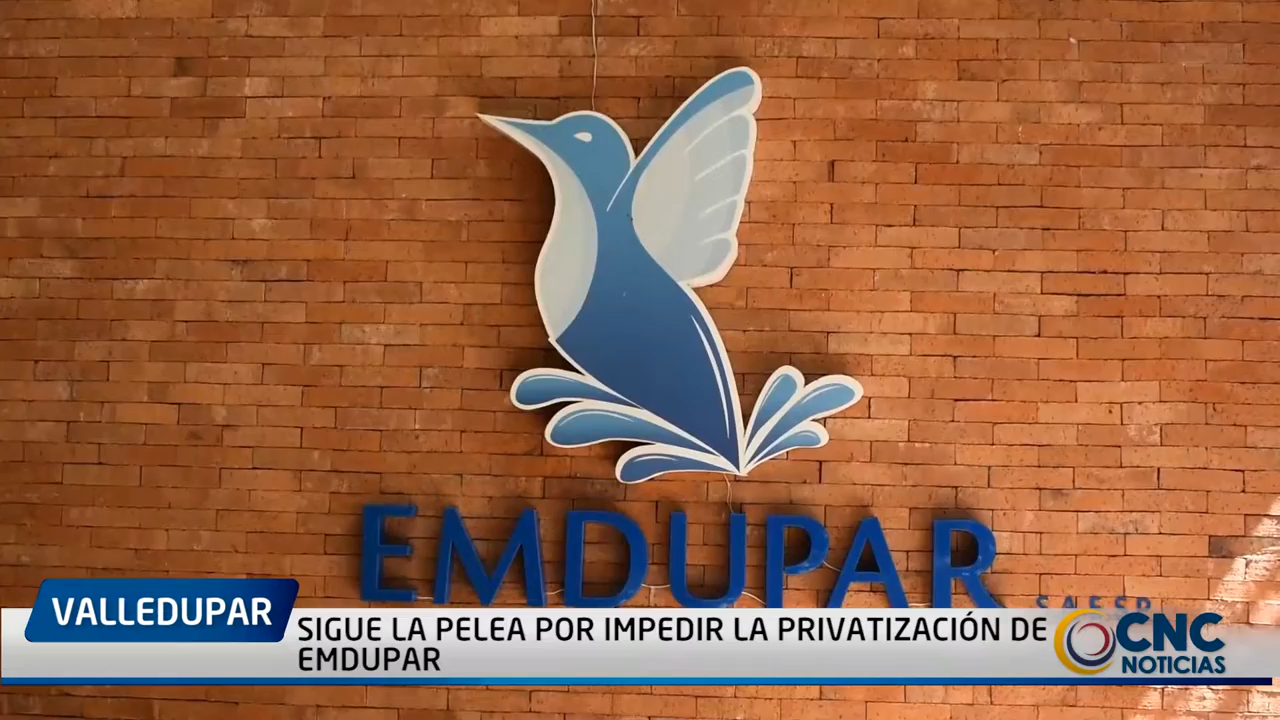 EMDUPAR
S.A E.S.P
VALLEDUPAR
SIGUE LA PELEA POR IMPEDIR LA PRIVATIZACIÓN DE
EMDUPAR
CNC
NOTICIAS